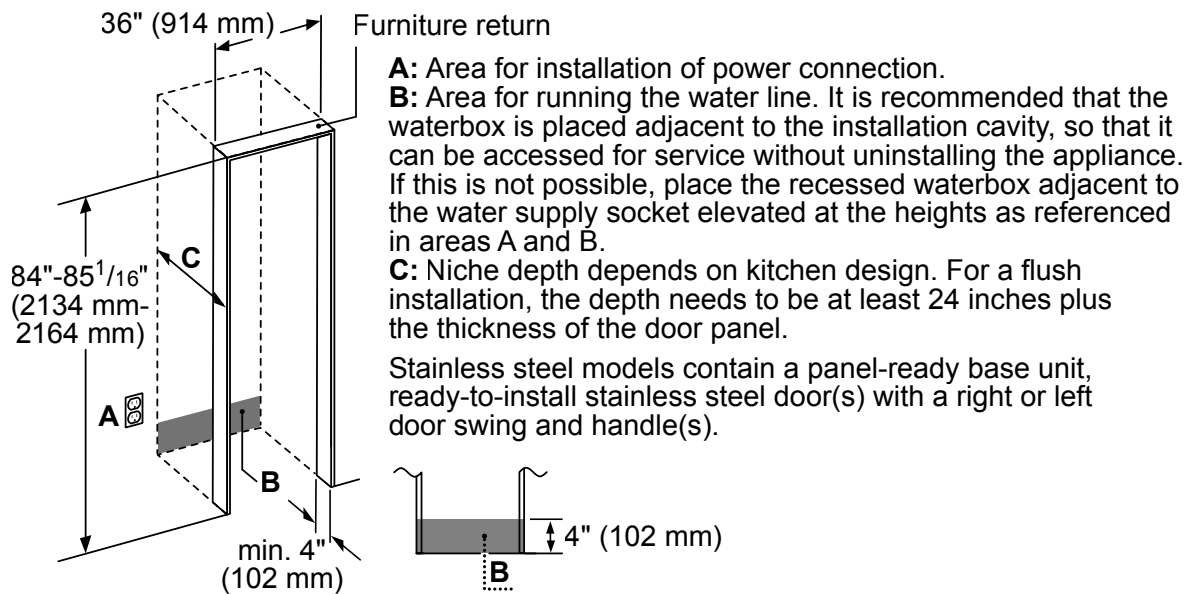 36" (914 mm)
Furniture return
A: Area for installation of power connection.
B: Area for running the water line. It is recommended that the
waterbox is placed adjacent to the installation cavity, so that it
can be accessed for service without uninstalling the appliance.
If this is not possible, place the recessed waterbox adjacent to
the water supply socket elevated at the heights as referenced
in areas A and B.
C: Niche depth depends on kitchen design. For a flush
installation, the depth needs to be at least 24 inches plus
the thickness of the door panel.
Stainless steel models contain a panel-ready base unit,
ready-to-install stainless steel door(s) with a right or left
door swing and handle(s).
C
84"-85 1/16"
(2134 mm-
2164 mm)
A
B
min. 4"
(102 mm)
4" (102 mm)
B